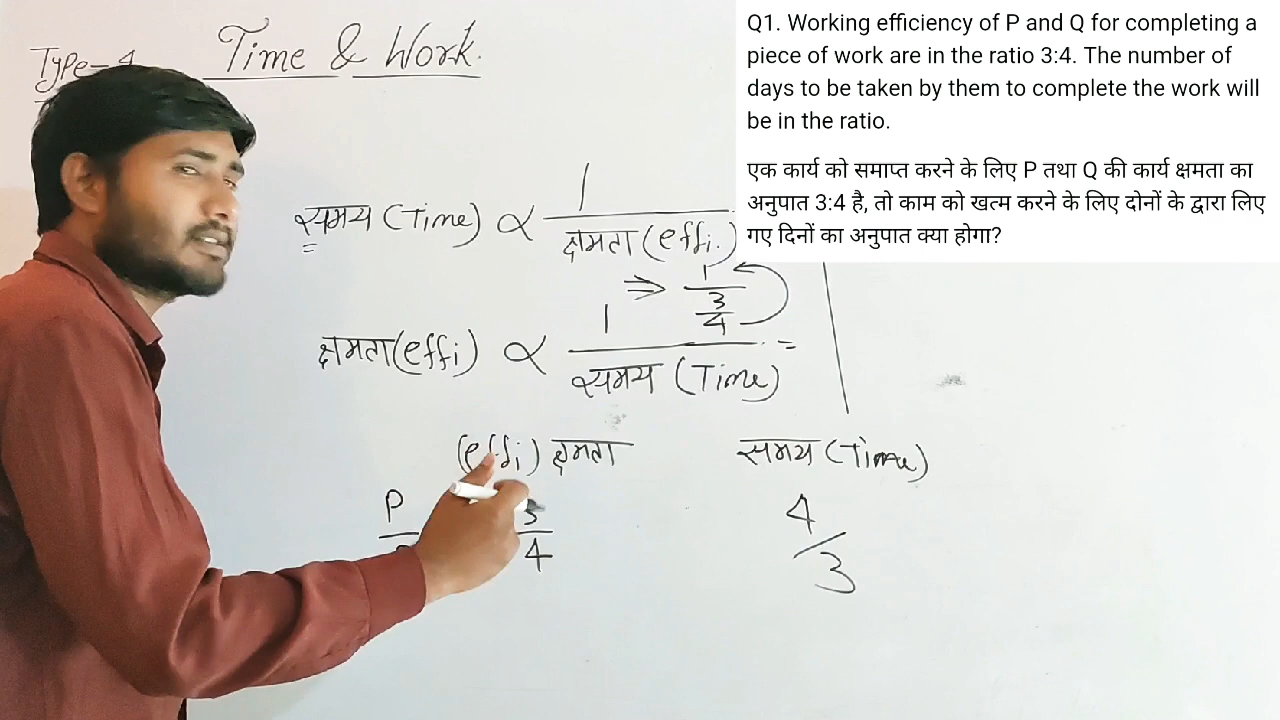 Type-4
Time & Work.
Q1. Working efficiency of P and Q for completing a
piece of work are in the ratio 3:4. The number of
days to be taken by them to complete the work will
be in the ratio.
एक कार्य को समाप्त करने के लिए P तथा Q की कार्य क्षमता का
अनुपात 3:4 है, तो काम को खत्म करने के लिए दोनों के द्वारा लिए
गए दिनों का अनुपात क्या होगा?
समय (Time) ∝ 1
क्षमता (effi.)
⇒ 1
3
4
क्षमता(effi) ∝ 1 =
समय (Time)
(effi) क्षमता समय (Time)
P 3 4
4 3